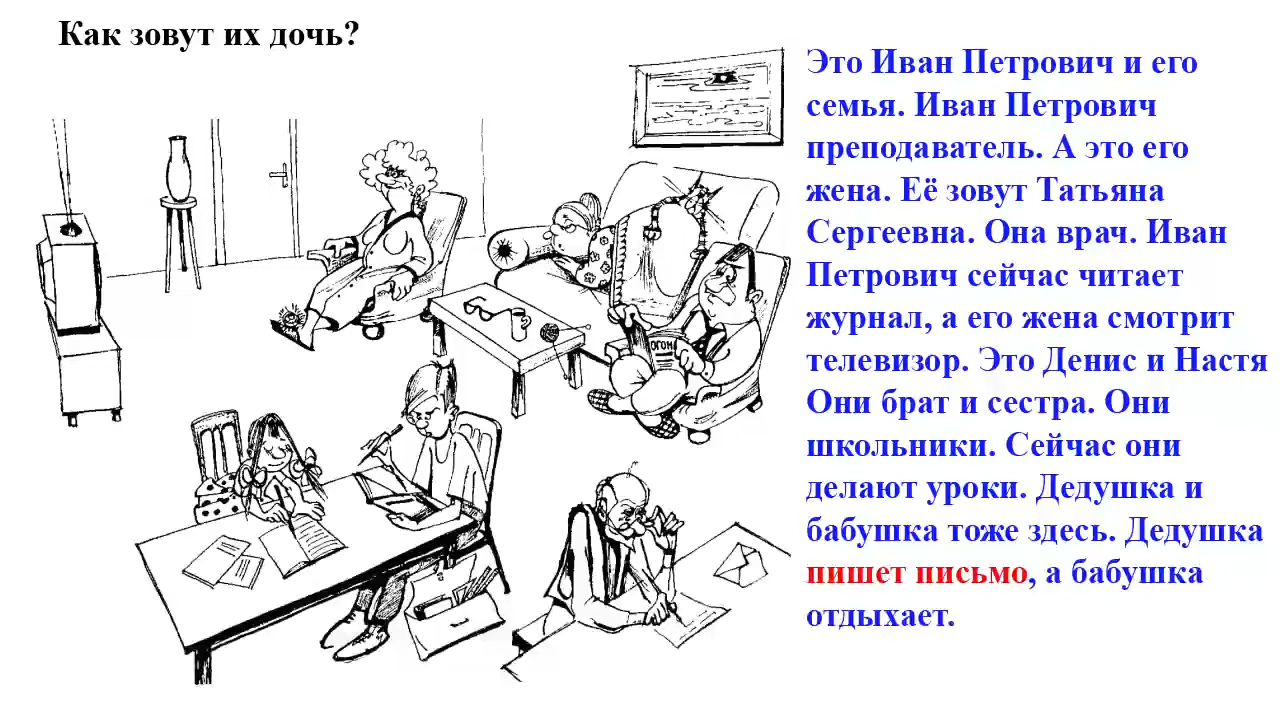 Как зовут их дочь?
Это Иван Петрович и его
семья. Иван Петрович
преподаватель. А это его
жена. Её зовут Татьяна
Сергеевна. Она врач. Иван
Петрович сейчас читает
журнал, а его жена смотрит
телевизор. Это Денис и Настя
Они брат и сестра. Они
школьники. Сейчас они
делают уроки. Дедушка и
бабушка тоже здесь. Дедушка
пишет письмо, а бабушка
отдыхает.
ОГОН